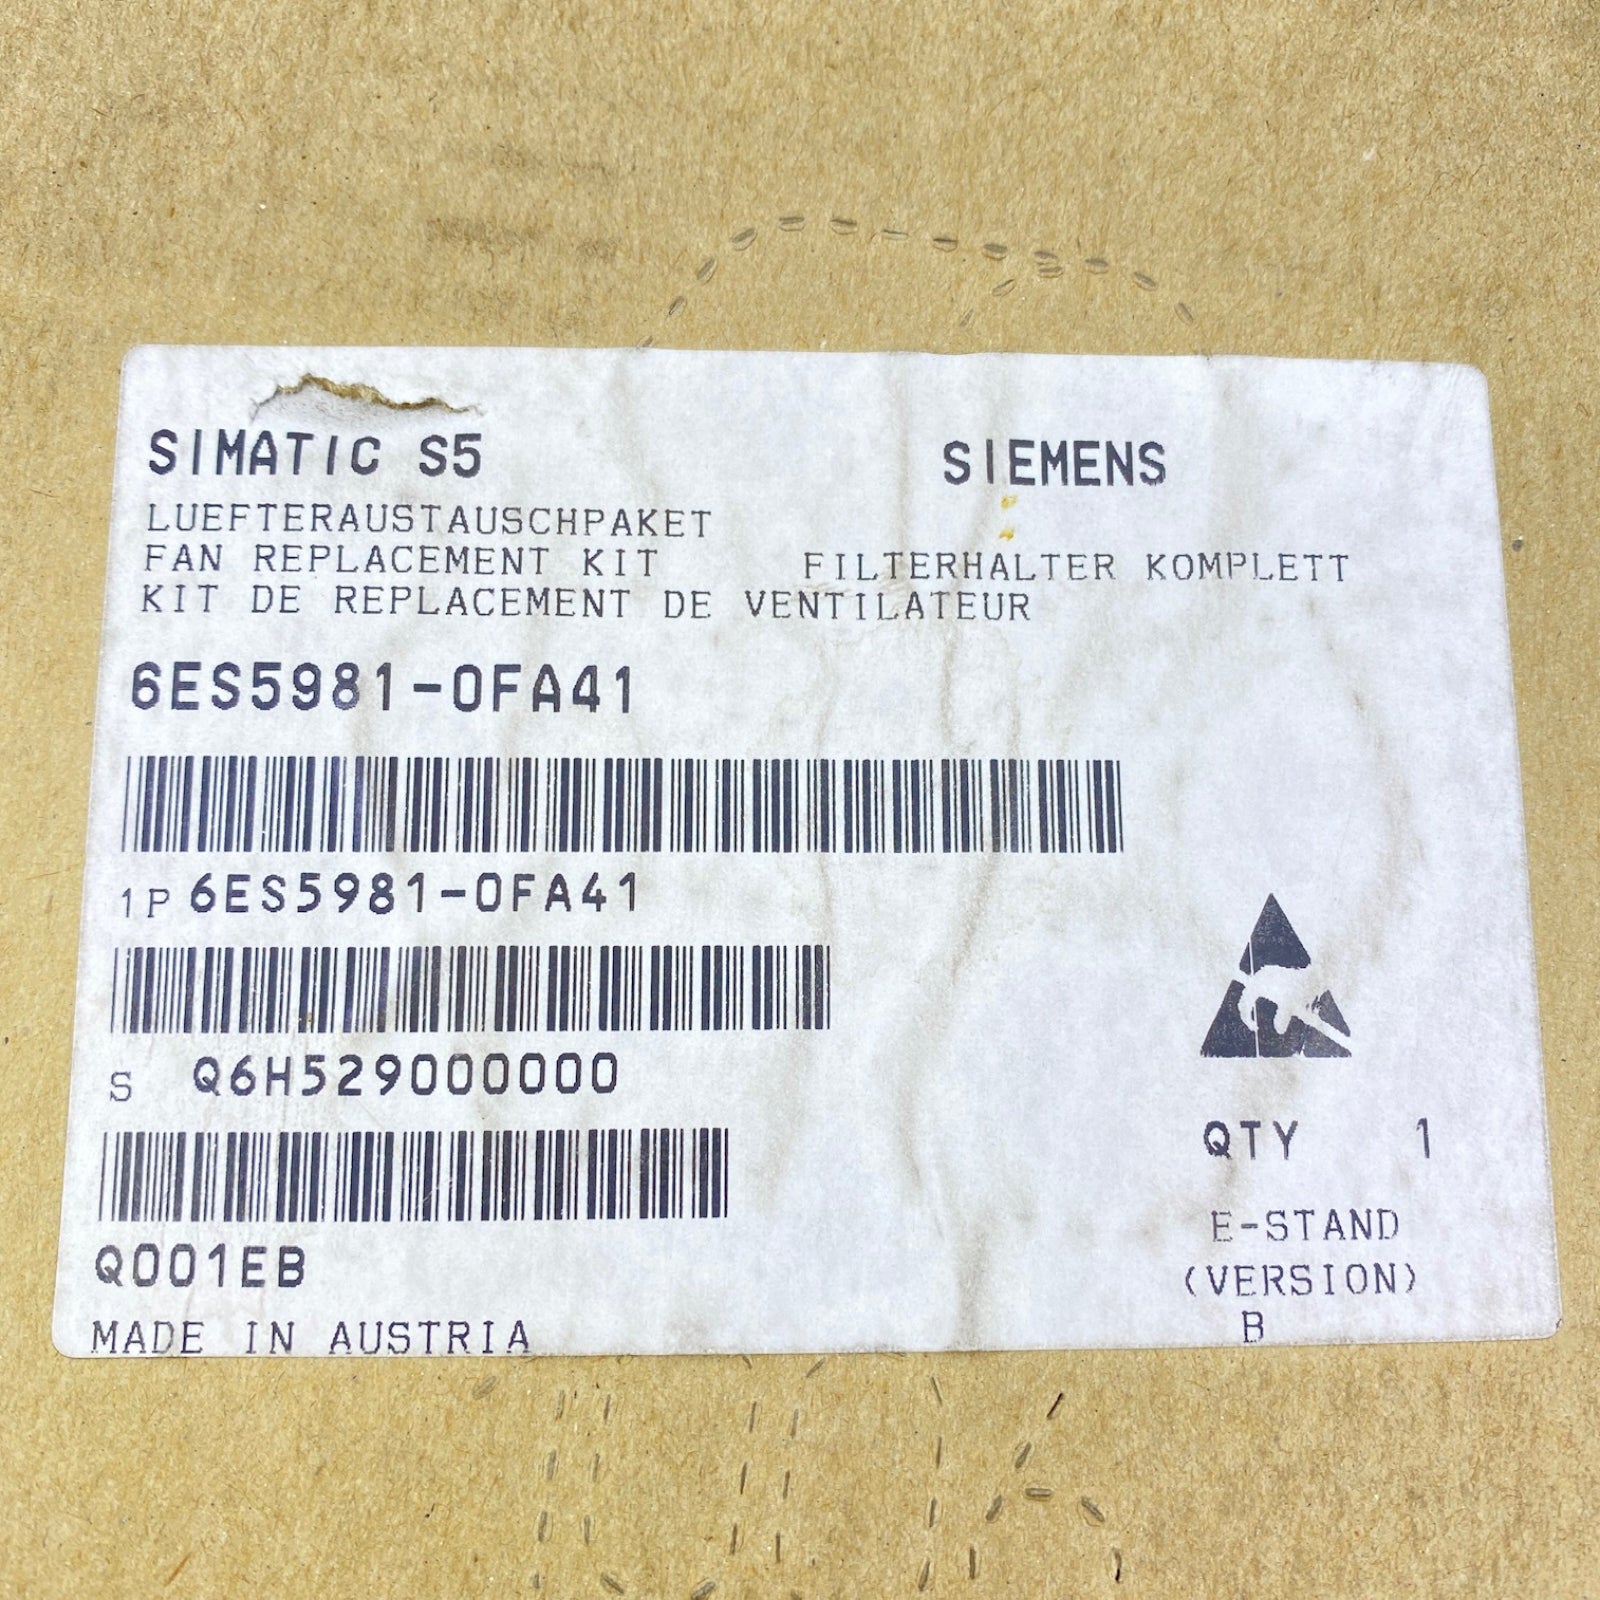 SIMATIC S5 SIEMENS
LUEFTERAUSTAUSCHPAKET
FAN REPLACEMENT KIT FILTERHALTER KOMPLETT
KIT DE REPLACEMENT DE VENTILATEUR
6ES5981-0FA41
1P 6ES5981-0FA41
S Q6H529000000
QTY 1
E-STAND
(VERSION)
B
Q001EB
MADE IN AUSTRIA